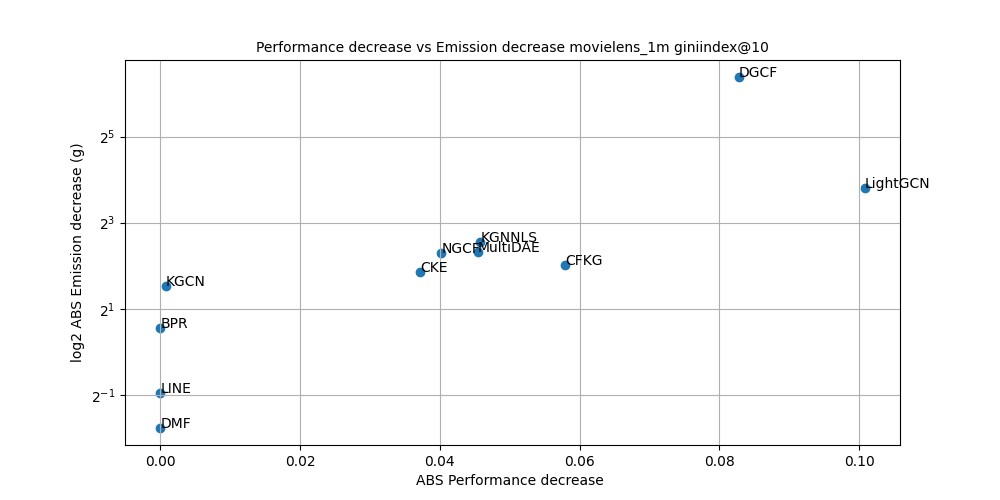 Performance decrease vs Emission decrease movielens_1m giniindex@10
DGCF
2^5
LightGCN
2^3
KGNNLS
NGCF
MultiDAE
CFKG
CKE
KGCN
2^1
BPR
LINE
2^-1
DMF
log2 ABS Emission decrease (g)
0.00 0.02 0.04 0.06 0.08 0.10
ABS Performance decrease